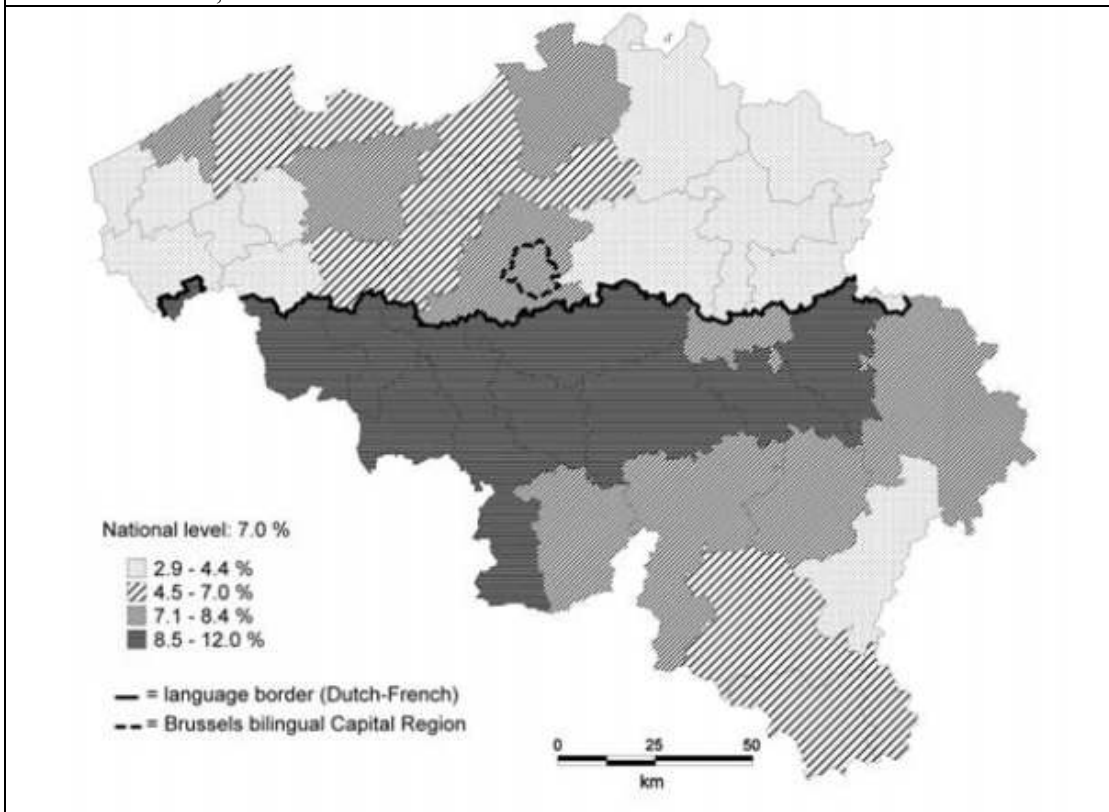 National level: 7.0 %
2.9 - 4.4 %
4.5 - 7.0 %
7.1 - 8.4 %
8.5 - 12.0 %
= language border (Dutch-French)
= Brussels bilingual Capital Region
0 25 50
km